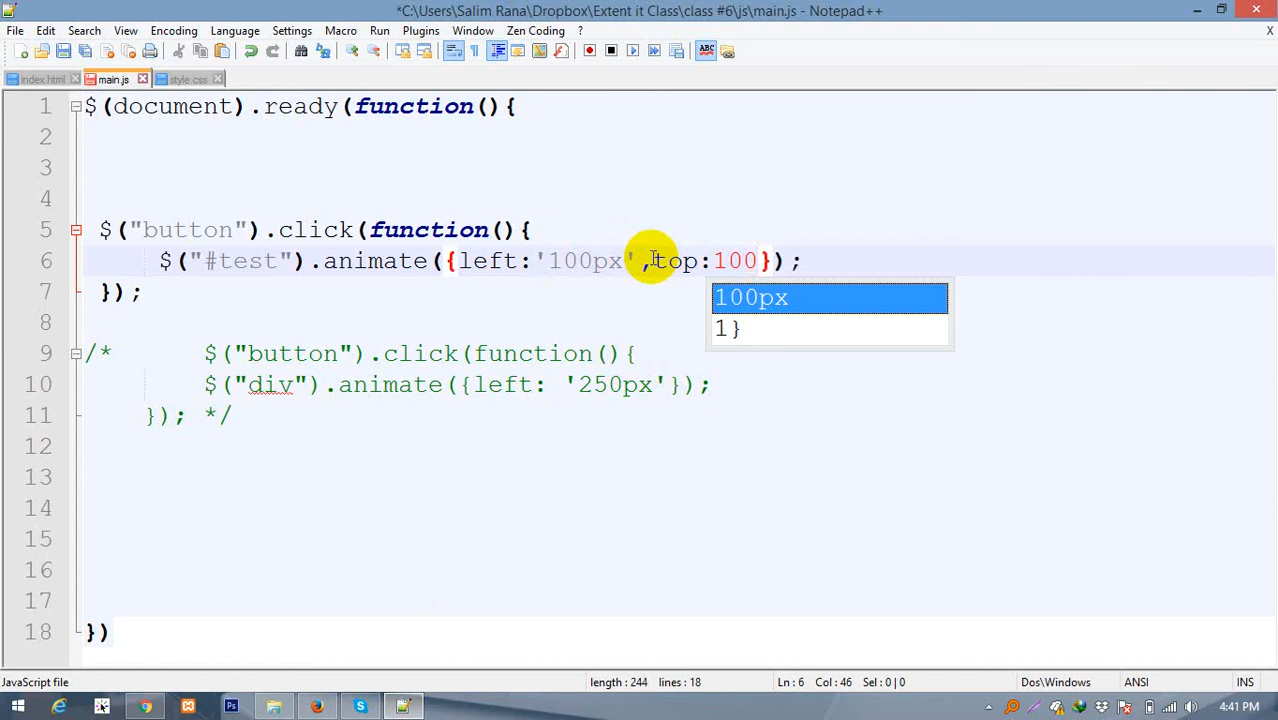 *C:\Users\Salim Rana\Dropbox\Extent it Class\class #6\js\main.js - Notepad++
File Edit Search View Encoding Language Settings Macro Run Plugins Window Zen Coding ? X
index.html main.js style.css
1 $(document).ready(function(){
2
3
4
5 $("button").click(function(){
6 $("#test").animate({left:'100px',top:100});
7 });
100px
1}
8
9 /* $("button").click(function(){
10 $("div").animate({left: '250px'});
11 }); */
12
13
14
15
16
17
18 })
JavaScript file length : 244 lines : 18 Ln : 6 Col : 46 Sel : 0 | 0 Dos\Windows ANSI INS
4:41 PM